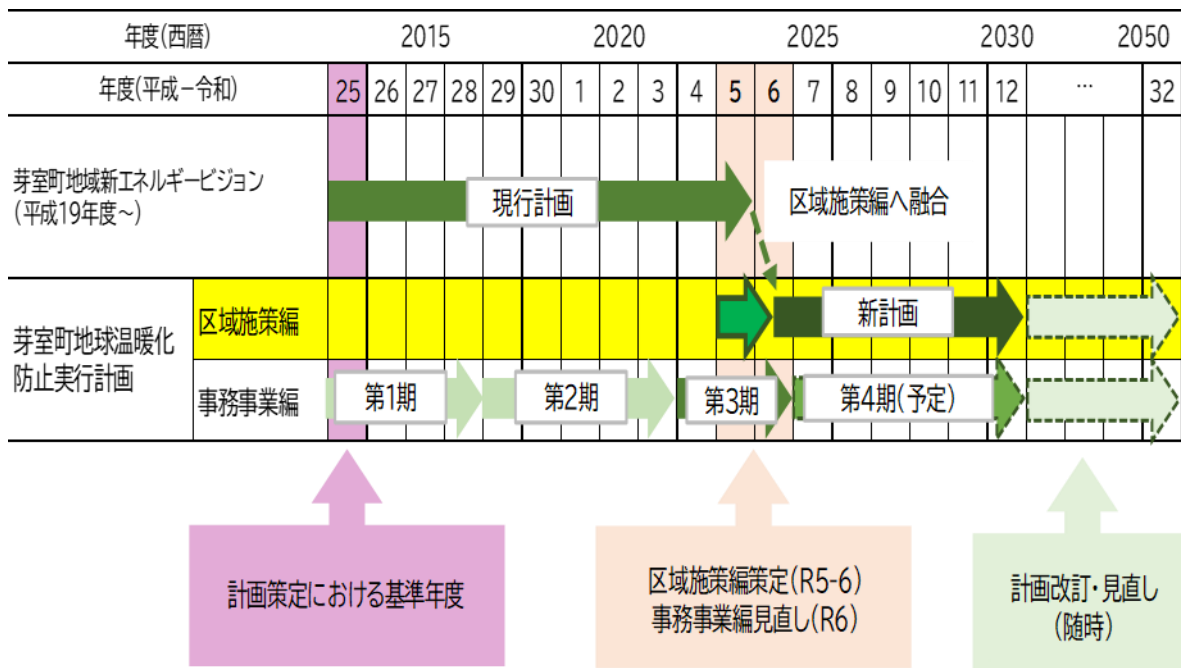 年度(西暦) 2015 2020 2025 2030 2050
年度(平成－令和) 25 26 27 28 29 30 1 2 3 4 5 6 7 8 9 10 11 12 … 32
芽室町地域新エネルギービジョン
(平成19年度～)
現行計画
区域施策編へ融合
芽室町地球温暖化
防止実行計画
区域施策編
新計画
事務事業編
第1期
第2期
第3期
第4期(予定)
計画策定における基準年度
区域施策編策定(R5-6)
事務事業編見直し(R6)
計画改訂・見直し
(随時)